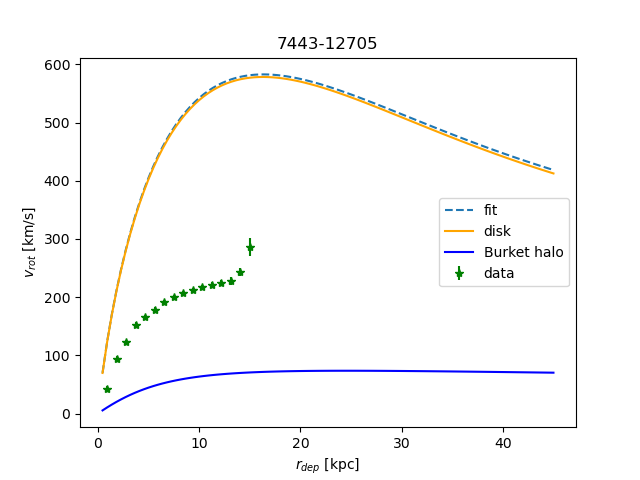 7443-12705
v_rot [km/s]
600
500
400
300
200
100
0
fit
disk
Burket halo
data
0 10 20 30 40
r_dep [kpc]